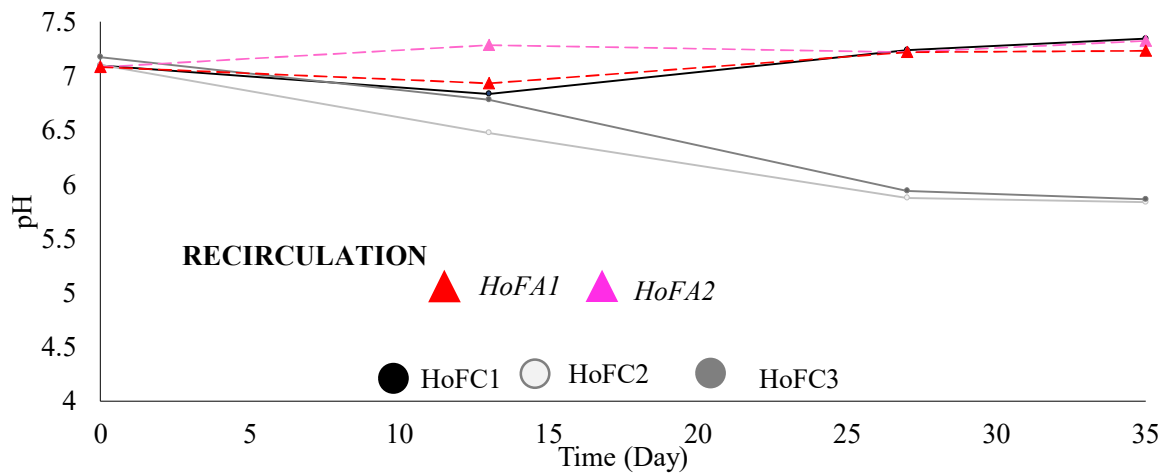 7.5
7
6.5
6
5.5
5
4.5
4
pH
RECIRCULATION
HoFA1 HoFA2
HoFC1 HoFC2 HoFC3
0 5 10 15 20 25 30 35
Time (Day)